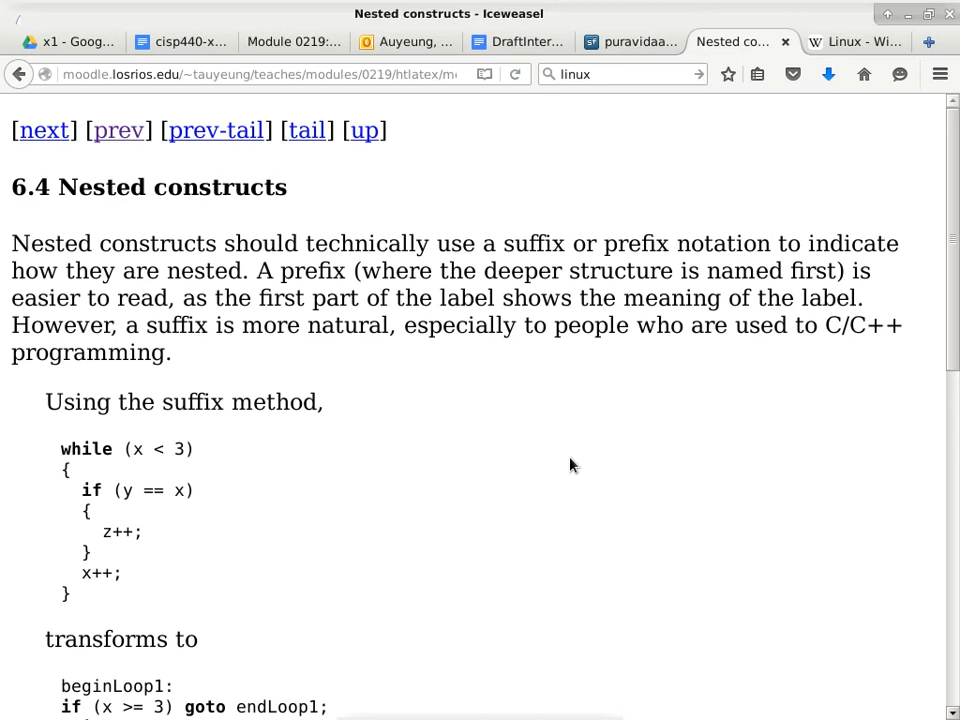 Nested constructs - Iceweasel
x1 - Goog... cisp440-x... Module 0219:... Auyeung, ... DraftInter... puravidaa... Nested co... Linux - Wi...
moodle.losrios.edu/~tauyeung/teaches/modules/0219/htlatex/mo linux
[next] [prev] [prev-tail] [tail] [up]
6.4 Nested constructs
Nested constructs should technically use a suffix or prefix notation to indicate
how they are nested. A prefix (where the deeper structure is named first) is
easier to read, as the first part of the label shows the meaning of the label.
However, a suffix is more natural, especially to people who are used to C/C++
programming.
Using the suffix method,
while (x < 3)
{
if (y == x)
{
z++;
}
x++;
}
transforms to
beginLoop1:
if (x >= 3) goto endLoop1;